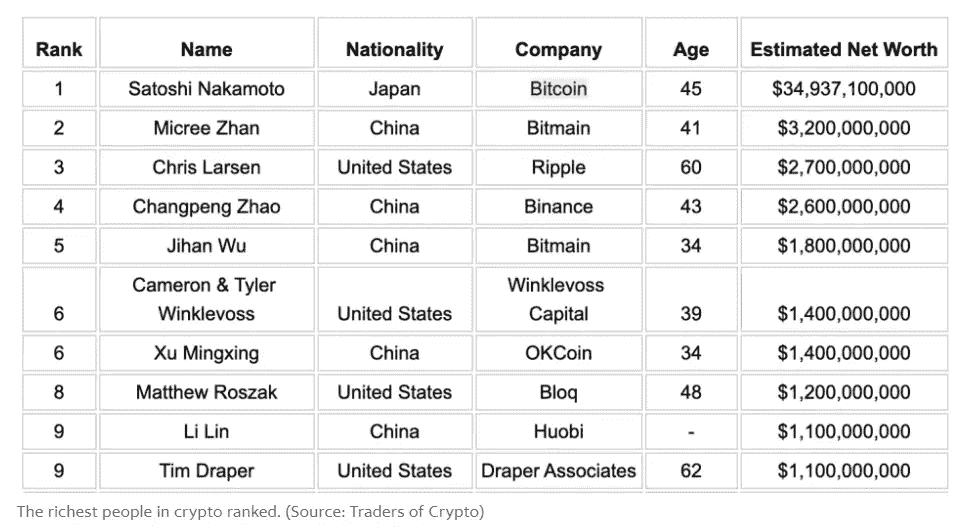 Rank Name Nationality Company Age Estimated Net Worth
1 Satoshi Nakamoto Japan Bitcoin 45 $34,937,100,000
2 Micree Zhan China Bitmain 41 $3,200,000,000
3 Chris Larsen United States Ripple 60 $2,700,000,000
4 Changpeng Zhao China Binance 43 $2,600,000,000
5 Jihan Wu China Bitmain 34 $1,800,000,000
Cameron & Tyler Winklevoss
6 Winklevoss United States Capital 39 $1,400,000,000
6 Xu Mingxing China OKCoin 34 $1,400,000,000
8 Matthew Roszak United States Bloq 48 $1,200,000,000
9 Li Lin China Huobi - $1,100,000,000
9 Tim Draper United States Draper Associates 62 $1,100,000,000
The richest people in crypto ranked. (Source: Traders of Crypto)